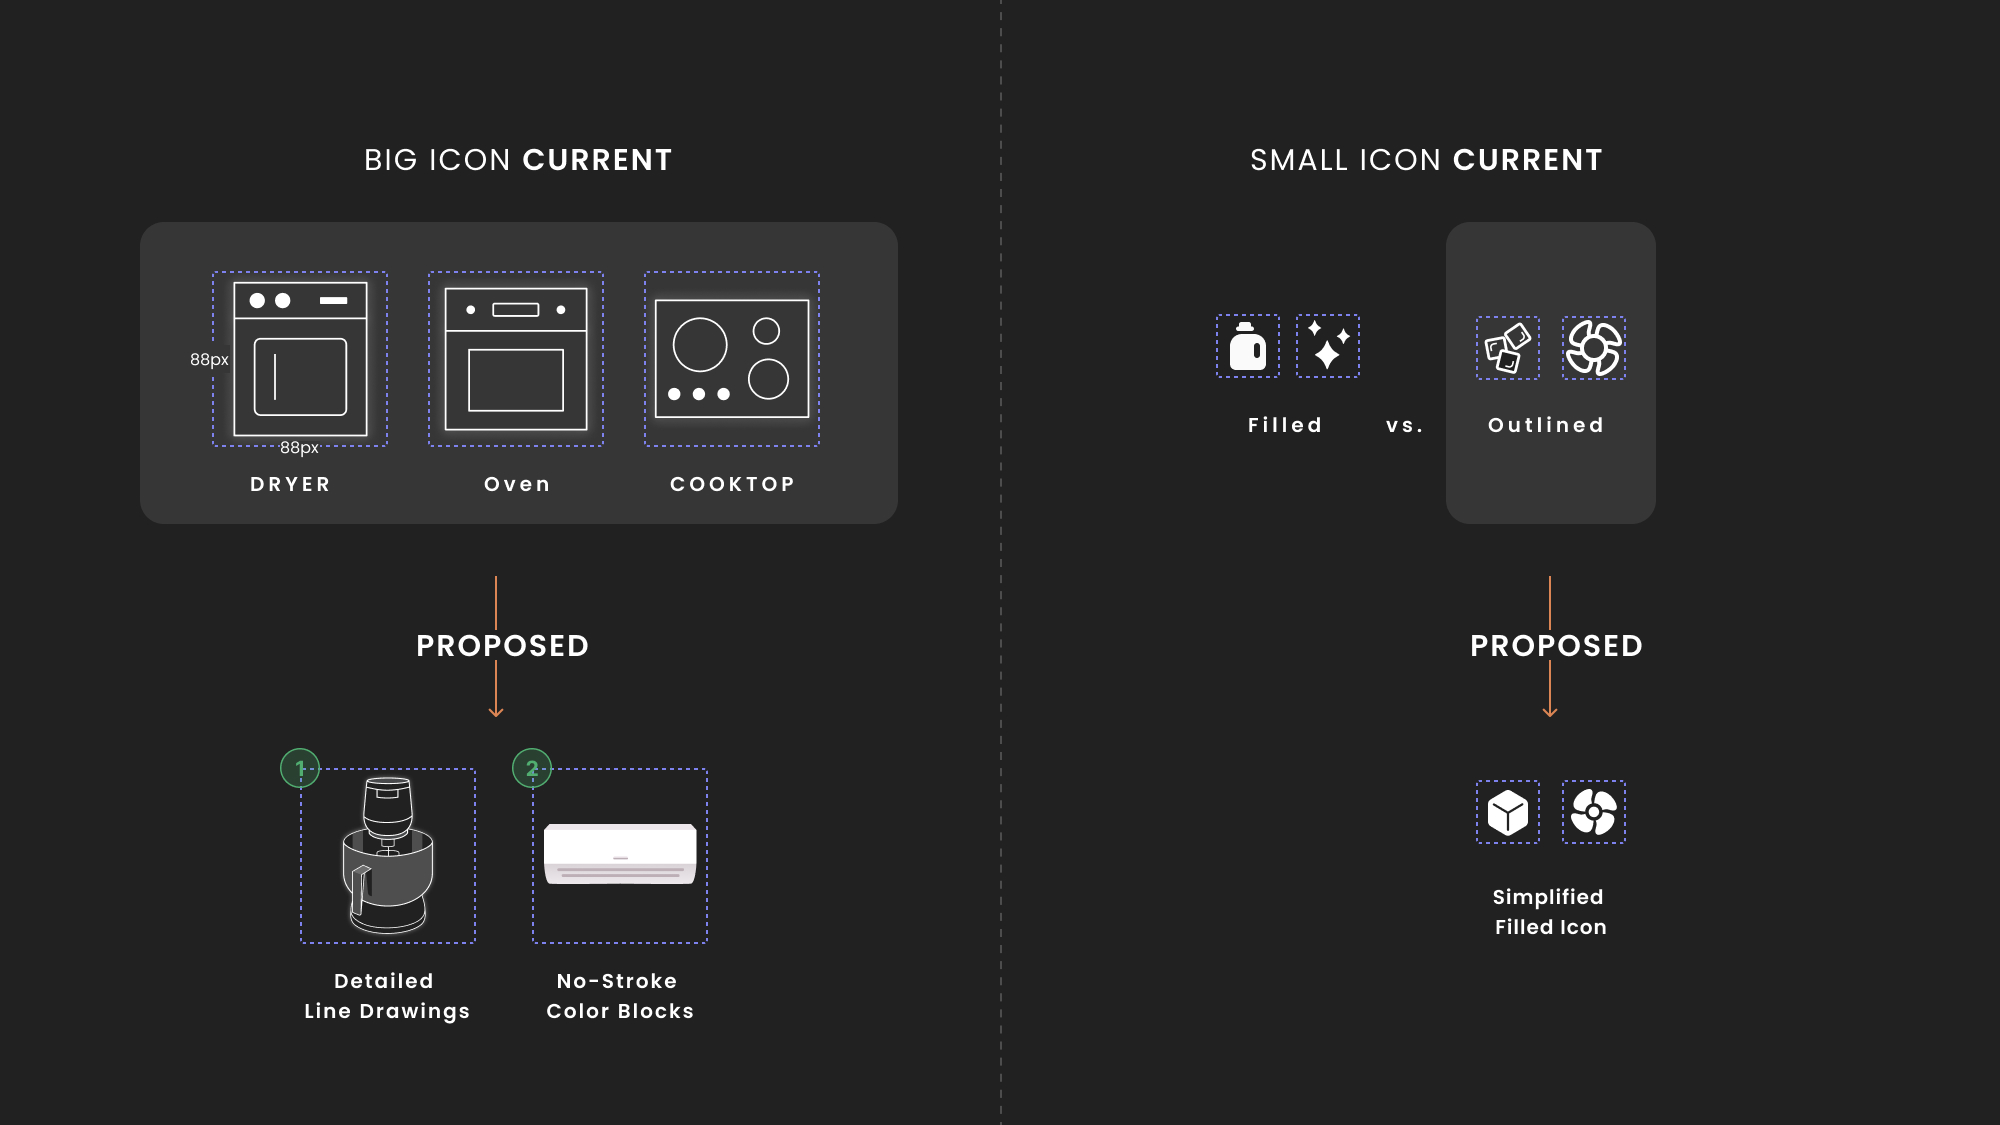 BIG ICON CURRENT
88px
88px
DRYER
Oven
COOKTOP
PROPOSED
1
2
Detailed
Line Drawings
No-Stroke
Color Blocks
SMALL ICON CURRENT
Filled
vs.
Outlined
PROPOSED
Simplified
Filled Icon